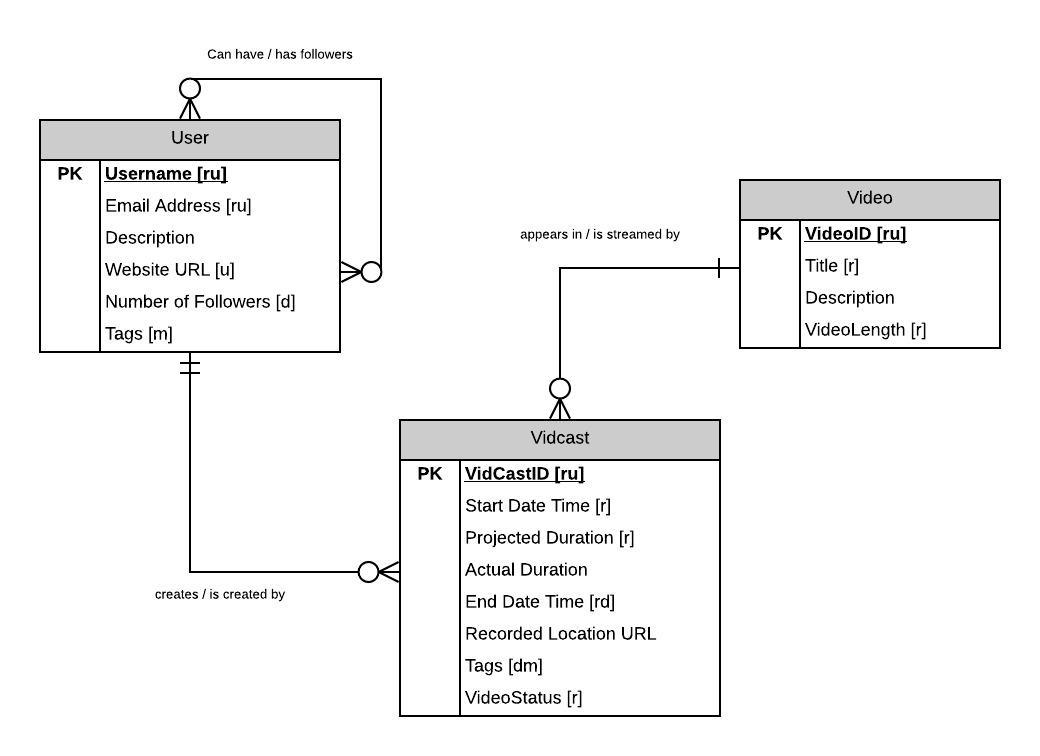 Can have / has followers
User
PK Username [ru]
Email Address [ru]
Description
Website URL [u]
Number of Followers [d]
Tags [m]
appears in / is streamed by
Video
PK VideoID [ru]
Title [r]
Description
VideoLength [r]
creates / is created by
Vidcast
PK VidCastID [ru]
Start Date Time [r]
Projected Duration [r]
Actual Duration
End Date Time [rd]
Recorded Location URL
Tags [dm]
VideoStatus [r]